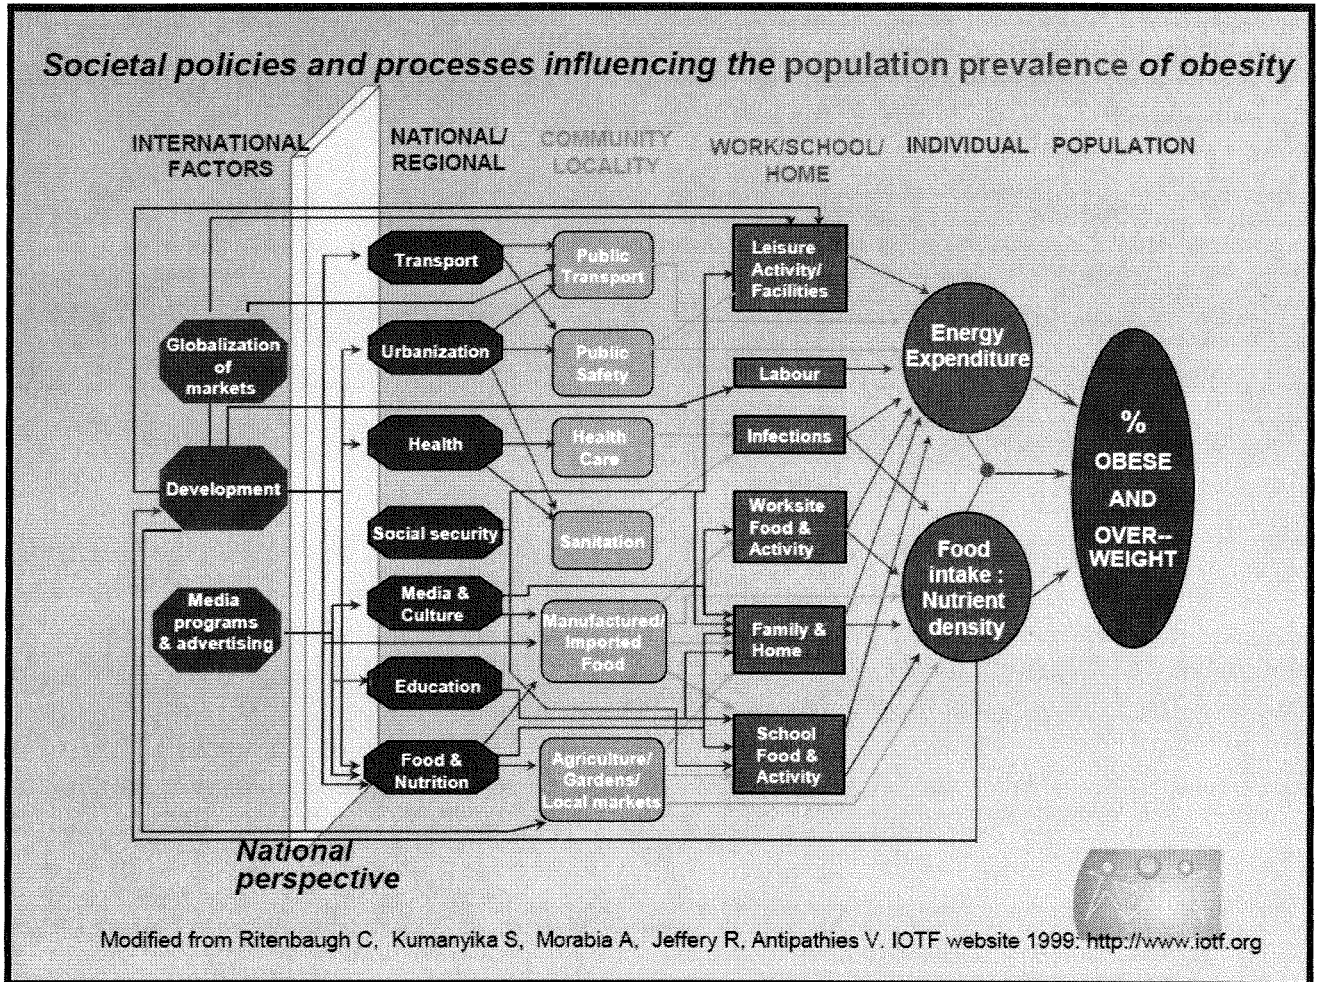 Societal policies and processes influencing the population prevalence of obesity
INTERNATIONAL
FACTORS
NATIONAL/
REGIONAL
COMMUNITY
LOCALITY
WORK/SCHOOL/
HOME
INDIVIDUAL
POPULATION
Globalization
of
markets
Development
Media
programs
& advertising
Transport
Urbanization
Health
Social security
Media &
Culture
Education
Food &
Nutrition
Public
Transport
Public
Safety
Health
Care
Sanitation
Manufactured/
Imported
Food
Agriculture/
Gardens/
Local markets
Leisure
Activity/
Facilities
Labour
Infections
Worksite
Food &
Activity
Family &
Home
School
Food &
Activity
Energy
Expenditure
Food
intake :
Nutrient
density
%
OBESE
AND
OVER--
WEIGHT
National
perspective
Modified from Ritenbaugh C, Kumanyika S, Morabia A, Jeffery R, Antipathies V. IOTF website 1999: http://www.iotf.org